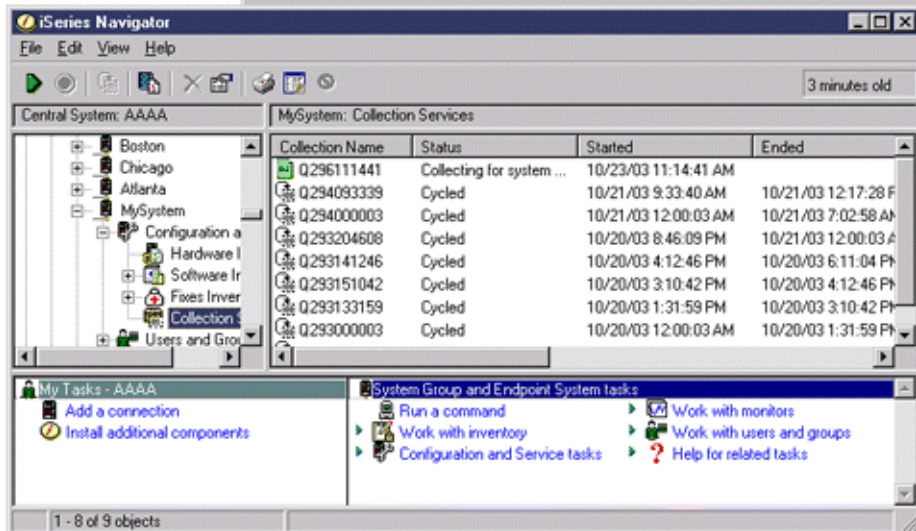 iSeries Navigator
File Edit View Help
3 minutes old
Central System: AAAA
MySystem: Collection Services
Boston
Chicago
Atlanta
MySystem
Configuration a
Hardware I
Software Ir
Fixes Inver
Collection S
Users and Grou
Collection Name Status Started Ended
Q296111441 Collecting for system ... 10/23/03 11:14:41 AM
Q294093339 Cycled 10/21/03 9:33:40 AM 10/21/03 12:17:28 P
Q294000003 Cycled 10/21/03 12:00:03 AM 10/21/03 7:02:58 AM
Q293204608 Cycled 10/20/03 8:46:09 PM 10/21/03 12:00:03 A
Q293141246 Cycled 10/20/03 4:12:46 PM 10/20/03 6:11:04 PM
Q293151042 Cycled 10/20/03 3:10:42 PM 10/20/03 4:12:46 PM
Q293133159 Cycled 10/20/03 1:31:59 PM 10/20/03 3:10:42 PM
Q293000003 Cycled 10/20/03 12:00:03 AM 10/20/03 1:31:59 PM
My Tasks - AAAA
Add a connection
Install additional components
System Group and Endpoint System tasks
Run a command
Work with inventory
Configuration and Service tasks
Work with monitors
Work with users and groups
Help for related tasks
1 - 8 of 9 objects